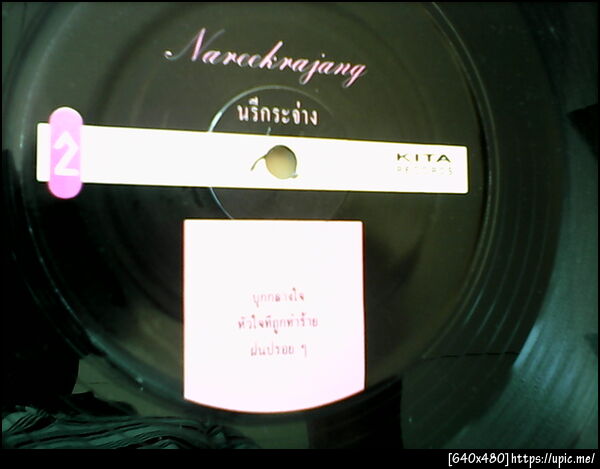 Nareekrajang
นรีกระจ่าง
2
KITA
RECORDS
บุกกลางใจ
หัวใจที่ถูกทำร้าย
ฝนปรอย ๆ
[640x480]https://upic.me/